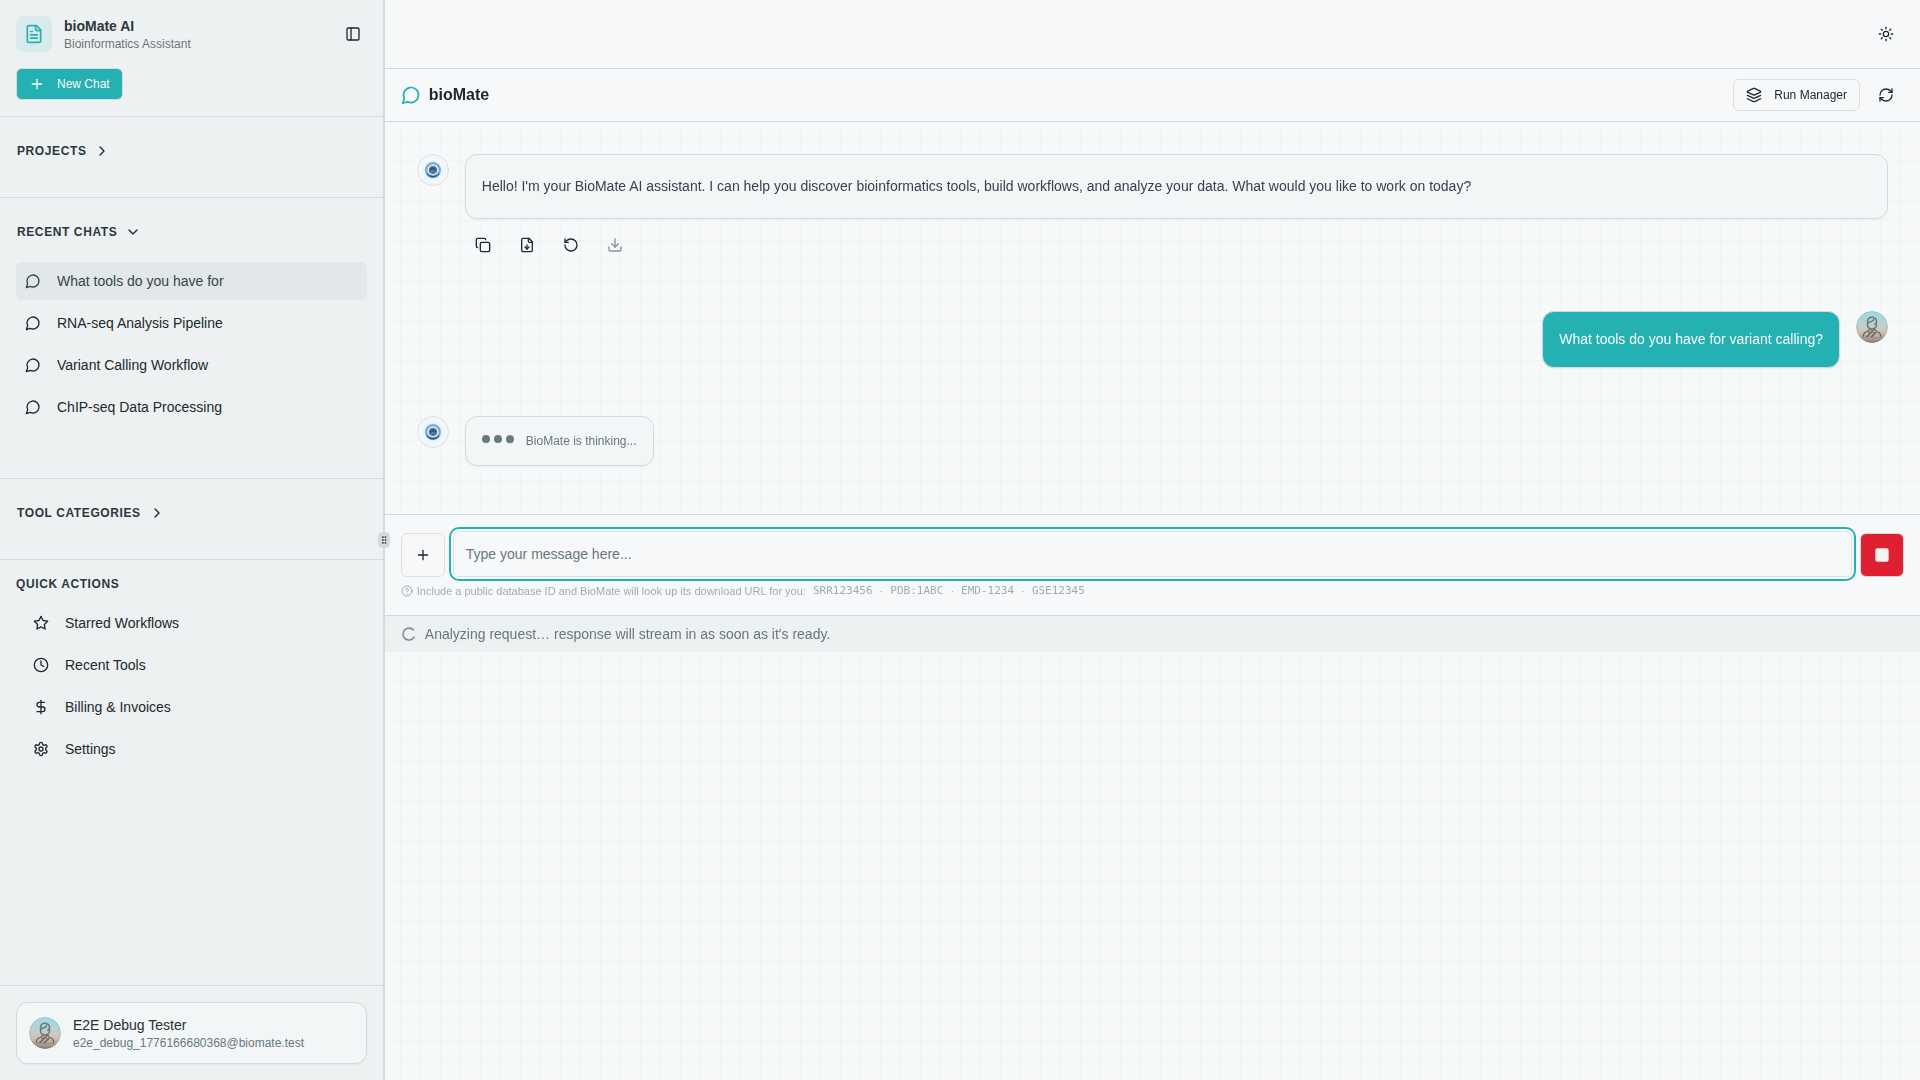 bioMate AI
Bioinformatics Assistant
New Chat
PROJECTS
RECENT CHATS
What tools do you have for
RNA-seq Analysis Pipeline
Variant Calling Workflow
ChIP-seq Data Processing
TOOL CATEGORIES
QUICK ACTIONS
Starred Workflows
Recent Tools
Billing & Invoices
Settings
E2E Debug Tester
e2e_debug_1776166680368@biomate.test
bioMate
Run Manager
Hello! I'm your BioMate AI assistant. I can help you discover bioinformatics tools, build workflows, and analyze your data. What would you like to work on today?
What tools do you have for variant calling?
BioMate is thinking...
Type your message here...
Include a public database ID and BioMate will look up its download URL for you: SRR123456 · PDB:1ABC · EMD-1234 · GSE12345
Analyzing request… response will stream in as soon as it's ready.